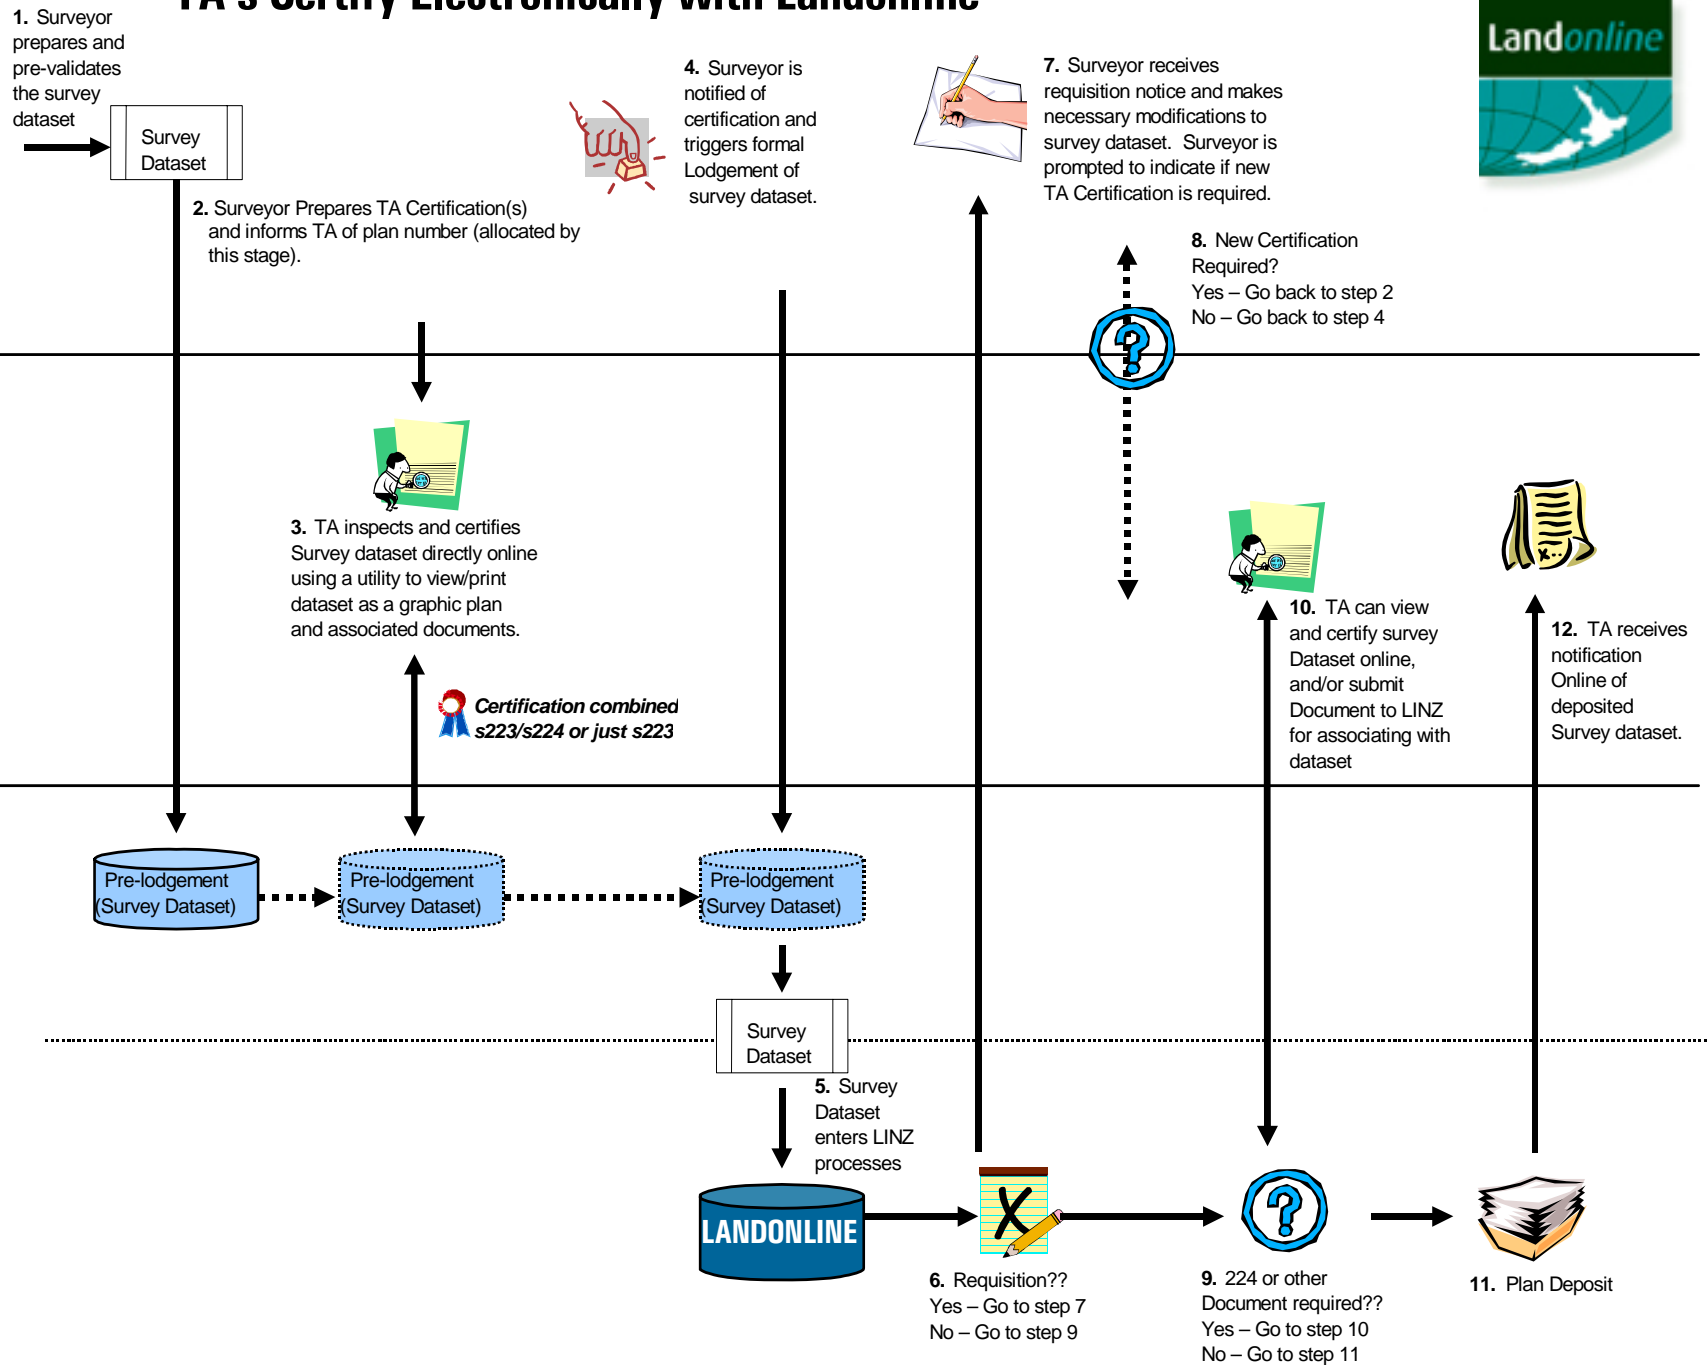 TA's Certify Electronically with Landonline
1. Surveyor
prepares and
pre-validates
the survey
dataset
Survey
Dataset
2. Surveyor Prepares TA Certification(s)
and informs TA of plan number (allocated by
this stage).
4. Surveyor is
notified of
certification and
triggers formal
Lodgement of
survey dataset.
7. Surveyor receives
requisition notice and makes
necessary modifications to
survey dataset. Surveyor is
prompted to indicate if new
TA Certification is required.
Landonline
8. New Certification
Required?
Yes – Go back to step 2
No – Go back to step 4
?
3. TA inspects and certifies
Survey dataset directly online
using a utility to view/print
dataset as a graphic plan
and associated documents.
Certification combined
s223/s224 or just s223
10. TA can view
and certify survey
Dataset online,
and/or submit
Document to LINZ
for associating with
dataset
x...
12. TA receives
notification
Online of
deposited
Survey dataset.
Pre-lodgement
(Survey Dataset)
Pre-lodgement
(Survey Dataset)
Pre-lodgement
(Survey Dataset)
Survey
Dataset
5. Survey
Dataset
enters LINZ
processes
LANDONLINE
X
?
6. Requisition??
Yes – Go to step 7
No – Go to step 9
9. 224 or other
Document required??
Yes – Go to step 10
No – Go to step 11
11. Plan Deposit